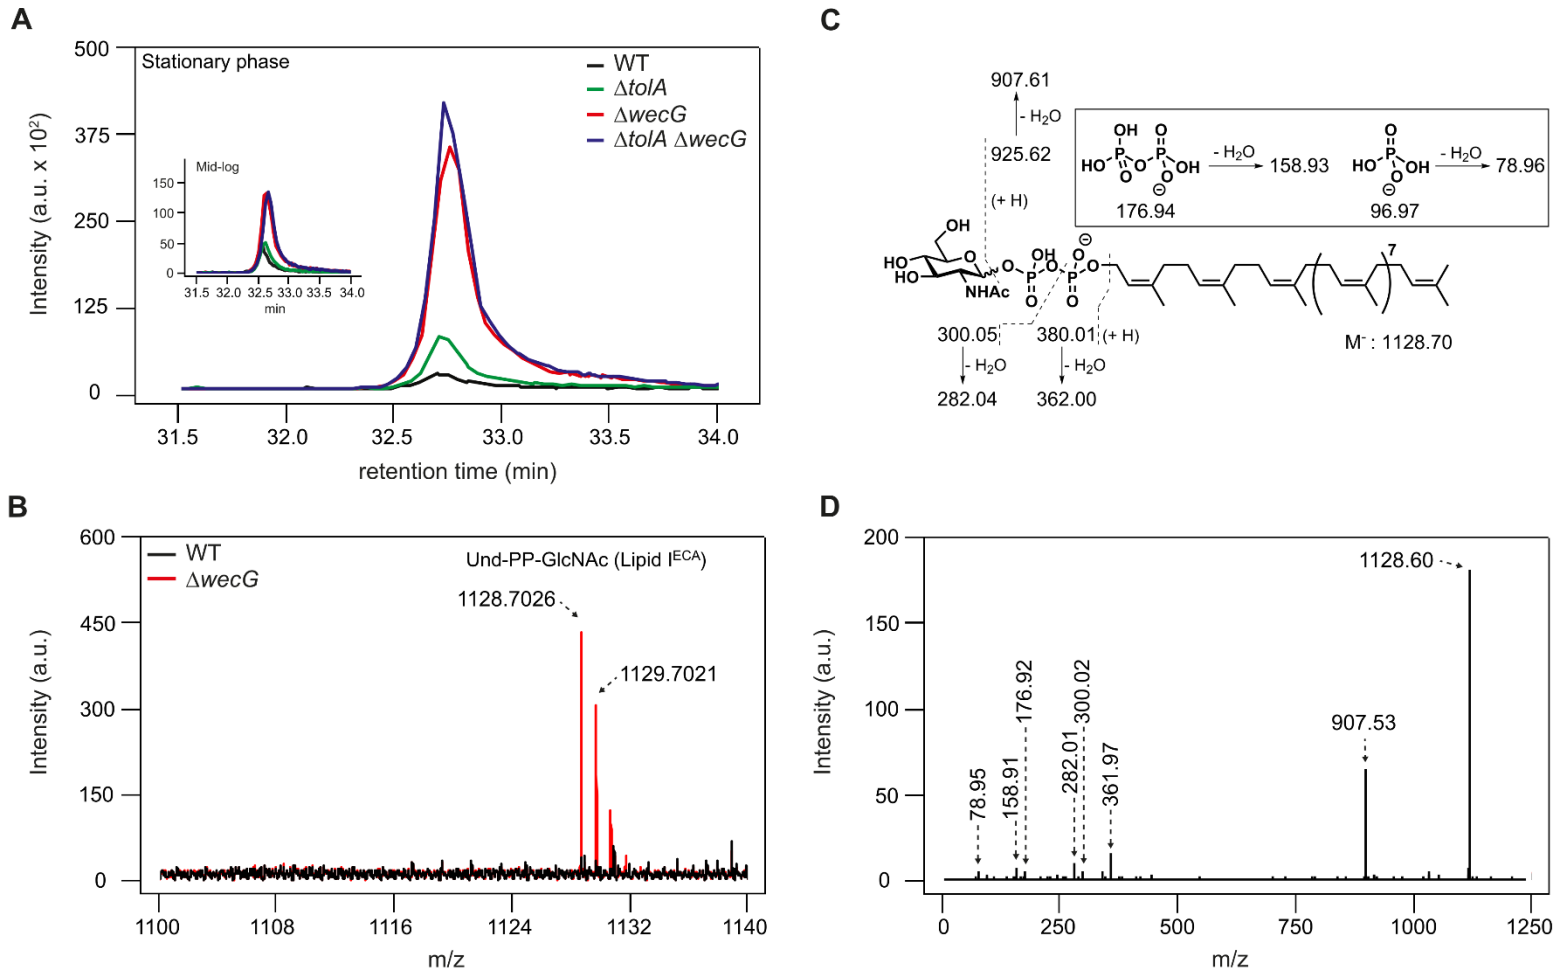 A
500
375
250
125
0
Intensity (a.u. x 10²)
Stationary phase
WT
ΔtolA
ΔwecG
ΔtolA ΔwecG
Mid-log
150
100
50
0
31.5 32.0 32.5 33.0 33.5 34.0
min
31.5 32.0 32.5 33.0 33.5 34.0
retention time (min)
B
600
450
300
150
0
Intensity (a.u.)
WT
ΔwecG
Und-PP-GlcNAc (Lipid Iᴱᶜᴬ)
1128.7026
1129.7021
1100 1108 1116 1124 1132 1140
m/z
C
907.61
- H₂O
925.62
(+ H)
OH O
HO P O P OH
O O
⊖
176.94
- H₂O
158.93
O
HO P OH
O
⊖
96.97
- H₂O
78.96
OH
HO O
HO
NHAc
O OH O ⊖
P O P O
O O
7
300.05
- H₂O
282.04
380.01 (+ H)
- H₂O
362.00
M⁻ : 1128.70
D
200
150
100
50
0
Intensity (a.u.)
78.95
158.91
176.92
282.01
300.02
361.97
907.53
1128.60
0 250 500 750 1000 1250
m/z